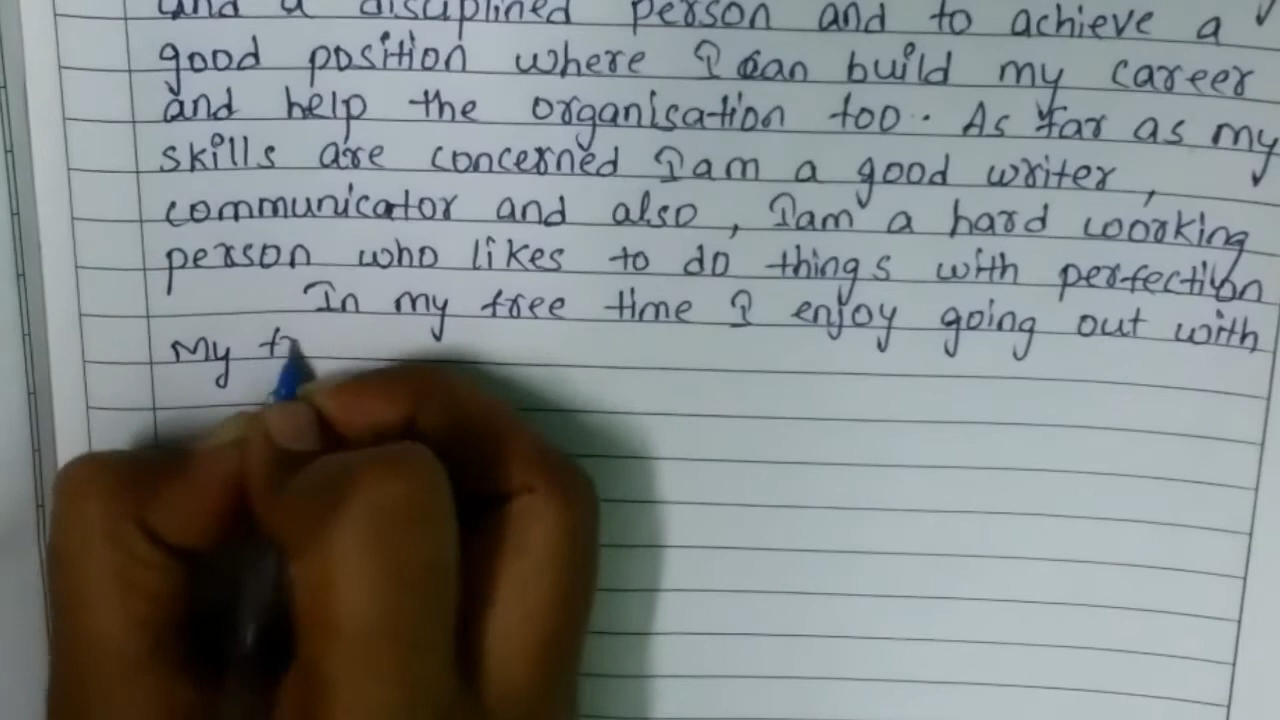 and a disciplined person and to achieve a
good position where I can build my career
and help the organisation too. As far as my
skills are concerned I am a good writer,
communicator and also, I am a hard working
person who likes to do things with perfection
In my free time I enjoy going out with
My